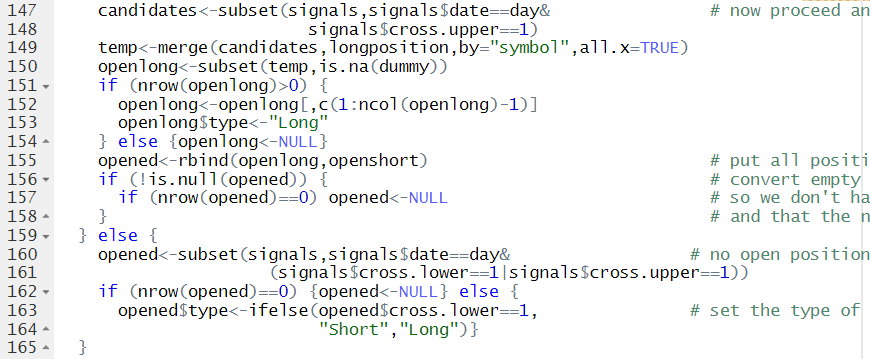 147 candidates<-subset(signals,signals$date==day& # now proceed an
148 signals$cross.upper==1)
149 temp<-merge(candidates,longposition,by="symbol",all.x=TRUE)
150 openlong<-subset(temp,is.na(dummy))
151 if (nrow(openlong)>0) {
152 openlong<-openlong[,c(1:ncol(openlong)-1)]
153 openlong$type<-"Long"
154 } else {openlong<-NULL}
155 opened<-rbind(openlong,openshort) # put all positi
156 if (!is.null(opened)) { # convert empty
157 if (nrow(opened)==0) opened<-NULL # so we don't ha
158 } # and that the n
159 } else {
160 opened<-subset(signals,signals$date==day& # no open position
161 (signals$cross.lower==1|signals$cross.upper==1))
162 if (nrow(opened)==0) {opened<-NULL} else {
163 opened$type<-ifelse(opened$cross.lower==1, # set the type of
164 "Short","Long")}
165 }